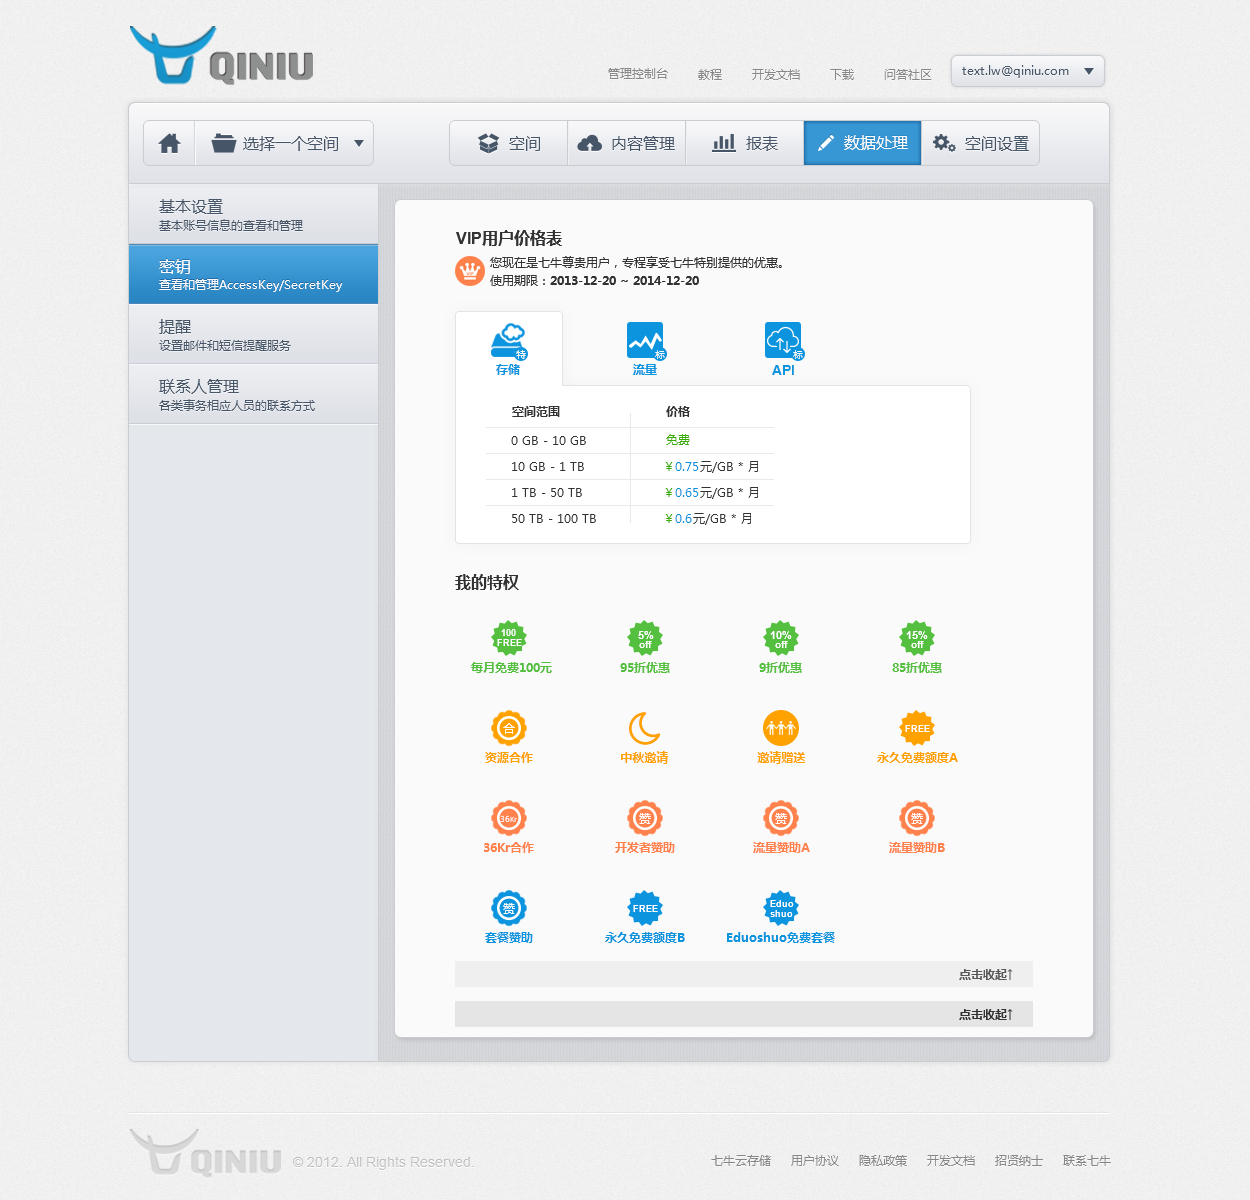 QINIU
管理控制台 教程 开发文档 下载 问答社区 text.lw@qiniu.com
选择一个空间 空间 内容管理 报表 数据处理 空间设置
基本设置
基本账号信息的查看和管理
密钥
查看和管理AccessKey/SecretKey
提醒
设置邮件和短信提醒服务
联系人管理
各类事务相应人员的联系方式
VIP用户价格表
您现在是七牛尊贵用户，专程享受七牛特别提供的优惠。
使用期限：2013-12-20 ~ 2014-12-20
特 标 标
存储 流量 API
空间范围 价格
0 GB - 10 GB 免费
10 GB - 1 TB ¥ 0.75元/GB * 月
1 TB - 50 TB ¥ 0.65元/GB * 月
50 TB - 100 TB ¥ 0.6元/GB * 月
我的特权
100 FREE 5% off 10% off 15% off
每月免费100元 95折优惠 9折优惠 85折优惠
合 FREE
资源合作 中秋邀请 邀请赠送 永久免费额度A
36Kr 赞 赞 赞
36Kr合作 开发者赞助 流量赞助A 流量赞助B
赞 FREE Eduo shuo
套餐赞助 永久免费额度B Eduoshuo免费套餐
点击收起↑
点击收起↑
QINIU © 2012. All Rights Reserved. 七牛云存储 用户协议 隐私政策 开发文档 招贤纳士 联系七牛